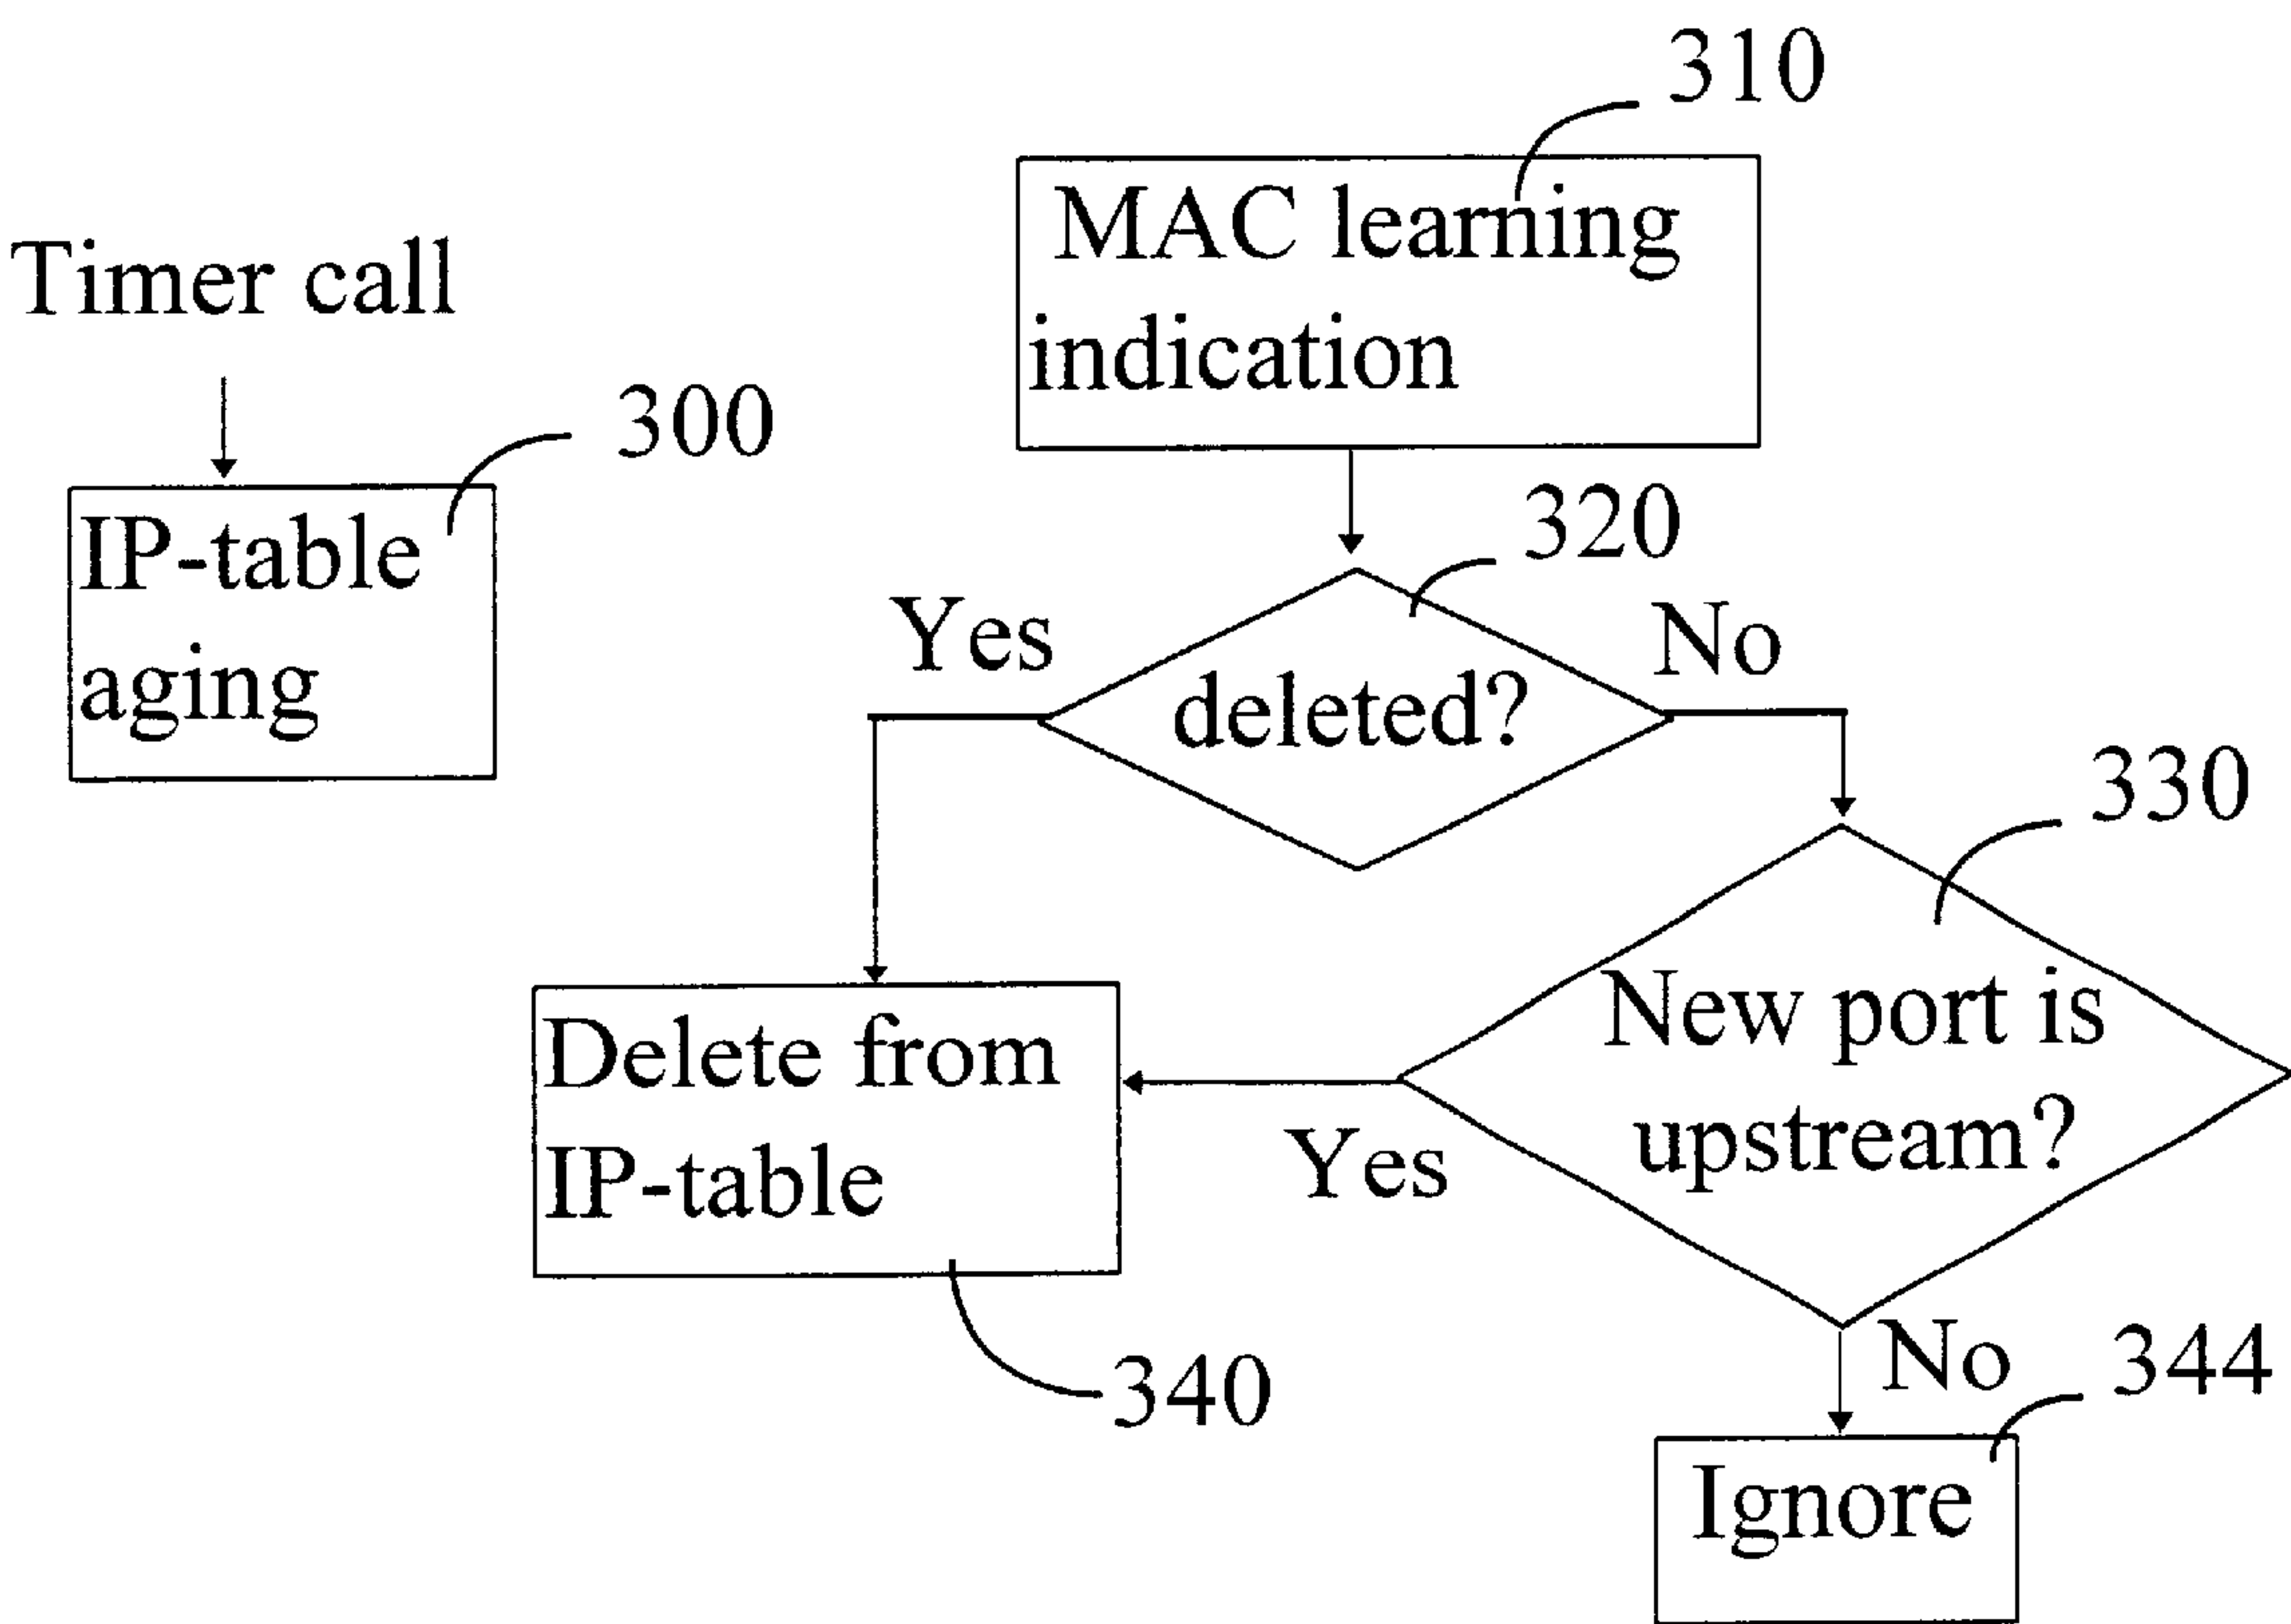 310
MAC learning
indication
Timer call
300
IP-table
aging
320
Yes
No
deleted?
330
New port is
upstream?
Delete from
IP-table
Yes
340
No
344
Ignore